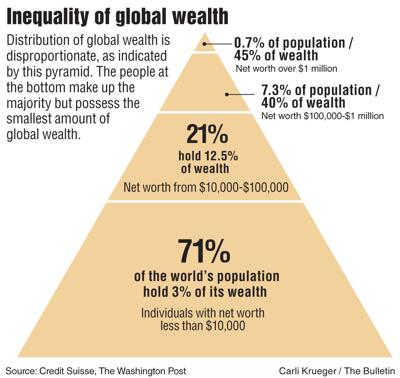 Inequality of global wealth
Distribution of global wealth is
disproportionate, as indicated
by this pyramid. The people at
the bottom make up the
majority but possess the
smallest amount of
global wealth.
0.7% of population /
45% of wealth
Net worth over $1 million
7.3% of population /
40% of wealth
Net worth $100,000-$1 million
21%
hold 12.5%
of wealth
Net worth from $10,000-$100,000
71%
of the world's population
hold 3% of its wealth
Individuals with net worth
less than $10,000
Source: Credit Suisse, The Washington Post
Carli Krueger / The Bulletin